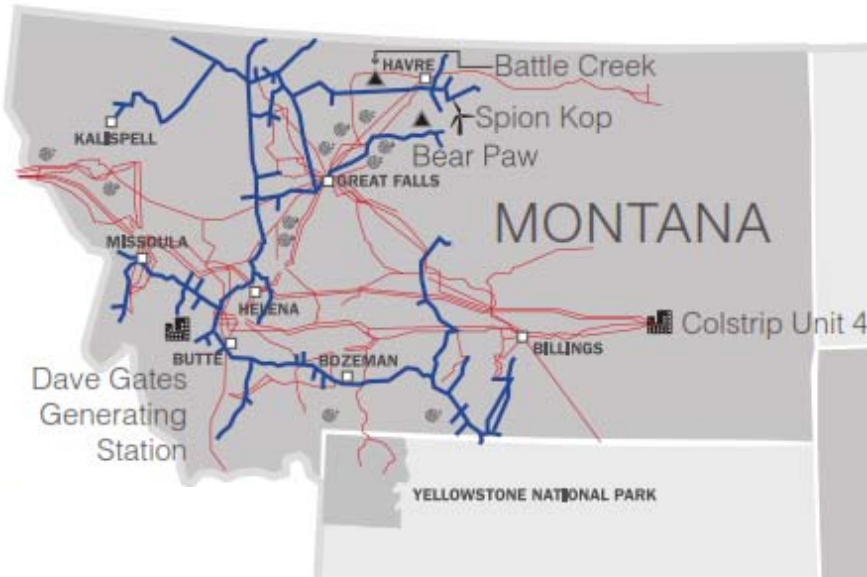 HAVRE
Battle Creek
KALISPELL
Spion Kop
Bear Paw
GREAT FALLS
MONTANA
MISSOULA
HELENA
Colstrip Unit 4
BUTTE
BOZEMAN
BILLINGS
Dave Gates
Generating
Station
YELLOWSTONE NATIONAL PARK